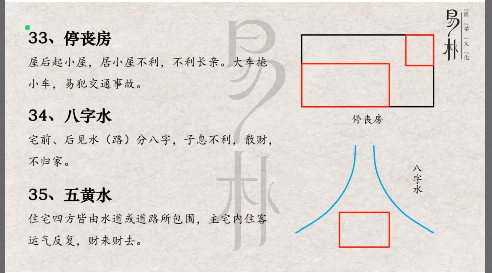 33、停丧房
屋后起小屋，居小屋不利，不利长亲。大车拖
小车，易犯交通事故。
34、八字水
宅前、后见水（路）分八字，子息不利，散财，
不归家。
35、五黄水
住宅四方皆由水道或道路所包围，主宅内住客
运气反复，财来财去。
停丧房
八字水
易朴
易朴